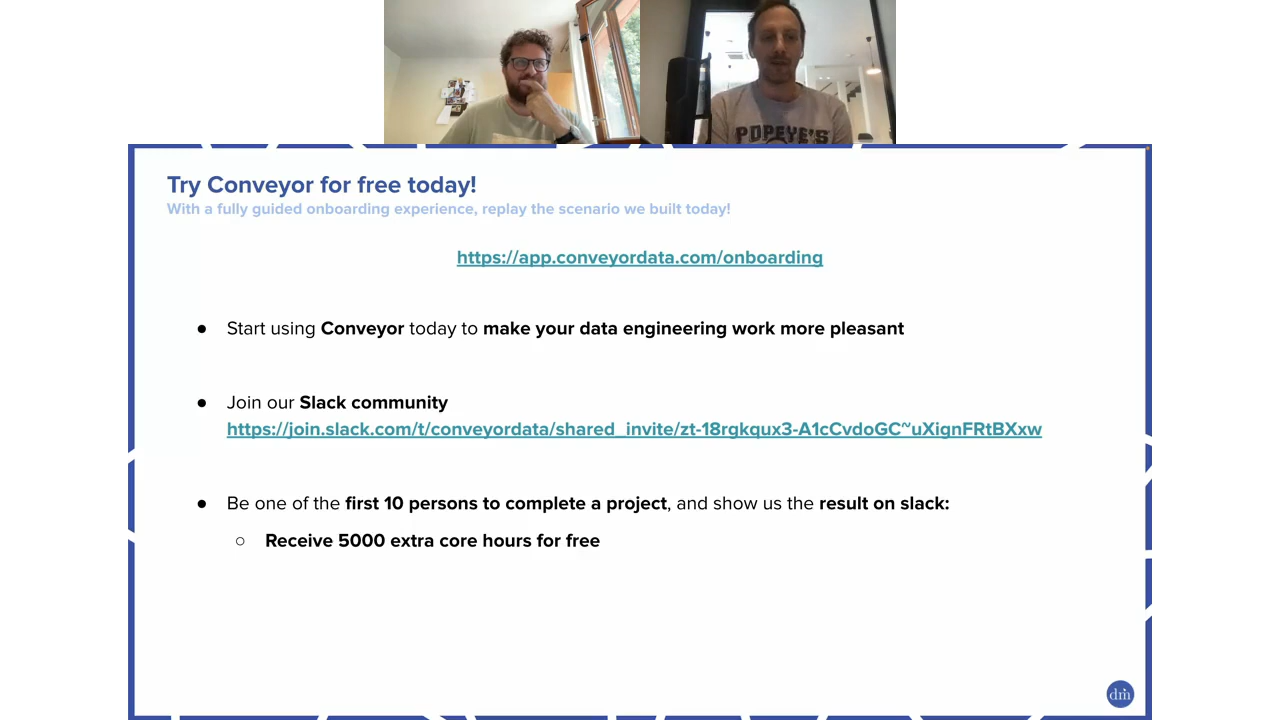 POPEYE'S
Try Conveyor for free today!
With a fully guided onboarding experience, replay the scenario we built today!
https://app.conveyordata.com/onboarding
● Start using Conveyor today to make your data engineering work more pleasant
● Join our Slack community
https://join.slack.com/t/conveyordata/shared_invite/zt-18rgkqux3-A1cCvdoGC~uXignFRtBXxw
● Be one of the first 10 persons to complete a project, and show us the result on slack:
○ Receive 5000 extra core hours for free
dm